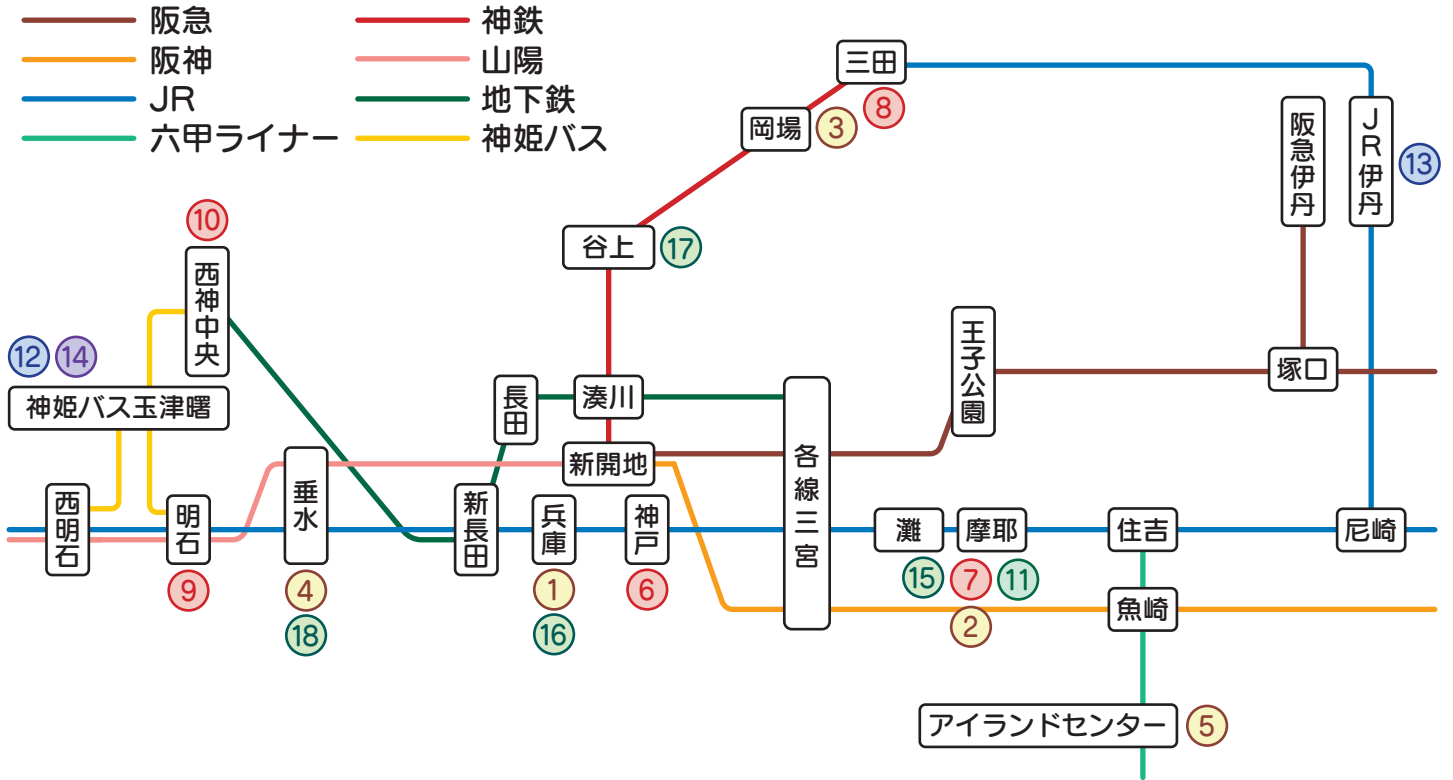 阪急
阪神
JR
六甲ライナー
神鉄
山陽
地下鉄
神姫バス
三田
8
岡場
3
阪急伊丹
JR伊丹
13
10
西神中央
谷上
17
12
14
神姫バス玉津曙
王子公園
塚口
長田
湊川
新開地
各線三宮
西明石
明石
9
垂水
4
18
新長田
兵庫
1
16
神戸
6
灘
15
摩耶
7
11
2
住吉
尼崎
魚崎
アイランドセンター
5